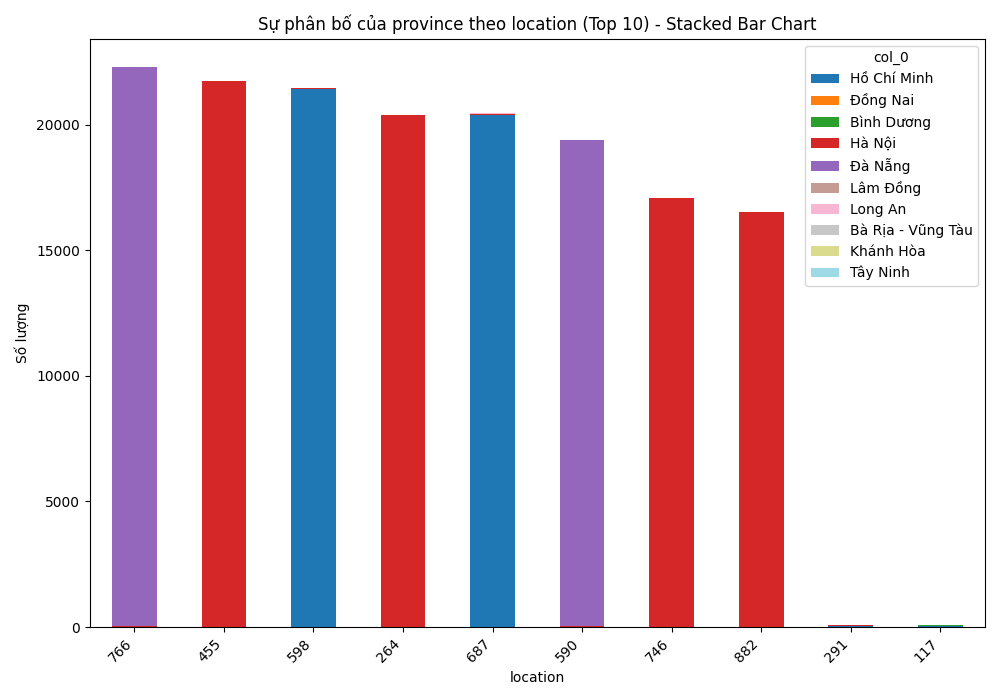 Sự phân bố của province theo location (Top 10) - Stacked Bar Chart
col_0
Hồ Chí Minh
Đồng Nai
Bình Dương
Hà Nội
Đà Nẵng
Lâm Đồng
Long An
Bà Rịa - Vũng Tàu
Khánh Hòa
Tây Ninh
Số lượng
20000
15000
10000
5000
0
766 455 598 264 687 590 746 882 291 117
location